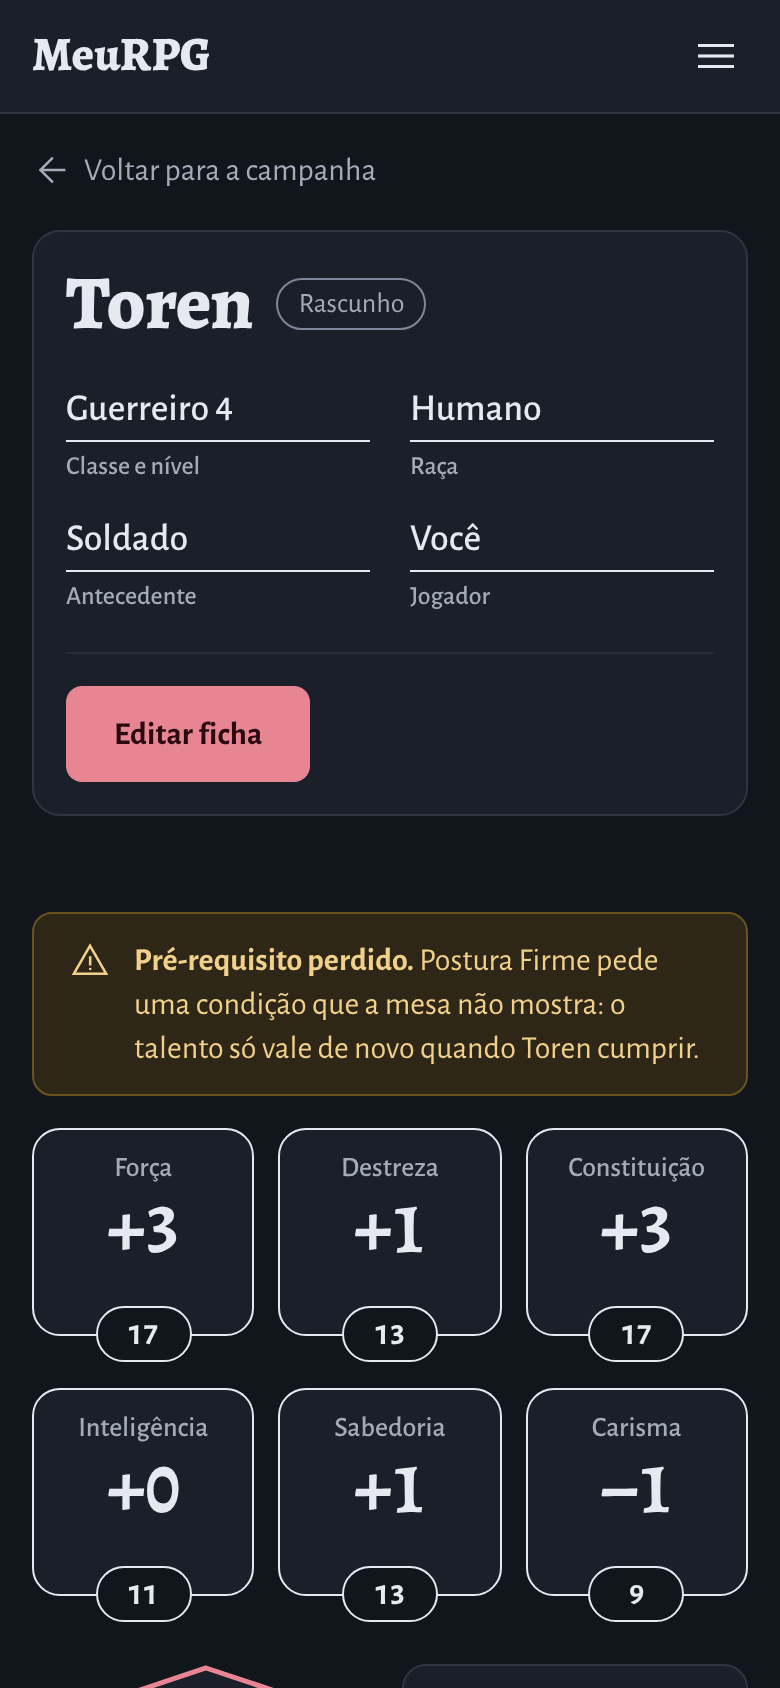 MeuRPG
Voltar para a campanha
Toren
Rascunho
Guerreiro 4
Humano
Classe e nível
Raça
Soldado
Você
Antecedente
Jogador
Editar ficha
Pré-requisito perdido. Postura Firme pede
uma condição que a mesa não mostra: o
talento só vale de novo quando Toren cumprir.
Força
Destreza
Constituição
+3
+1
+3
17
13
17
Inteligência
Sabedoria
Carisma
+0
+1
−1
11
13
9